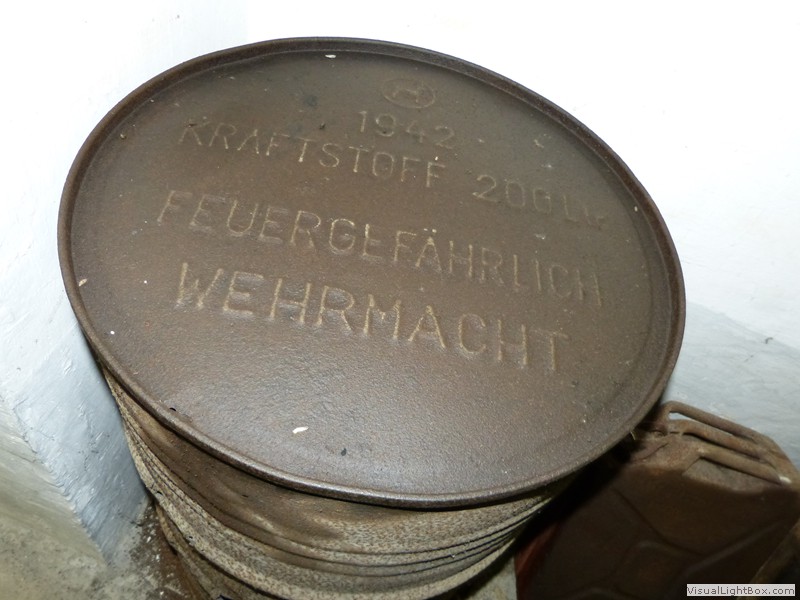 1942
KRAFTSTOFF 200 Ltr
FEUERGEFÄHRLICH
WEHRMACHT
VisualLightBox.com